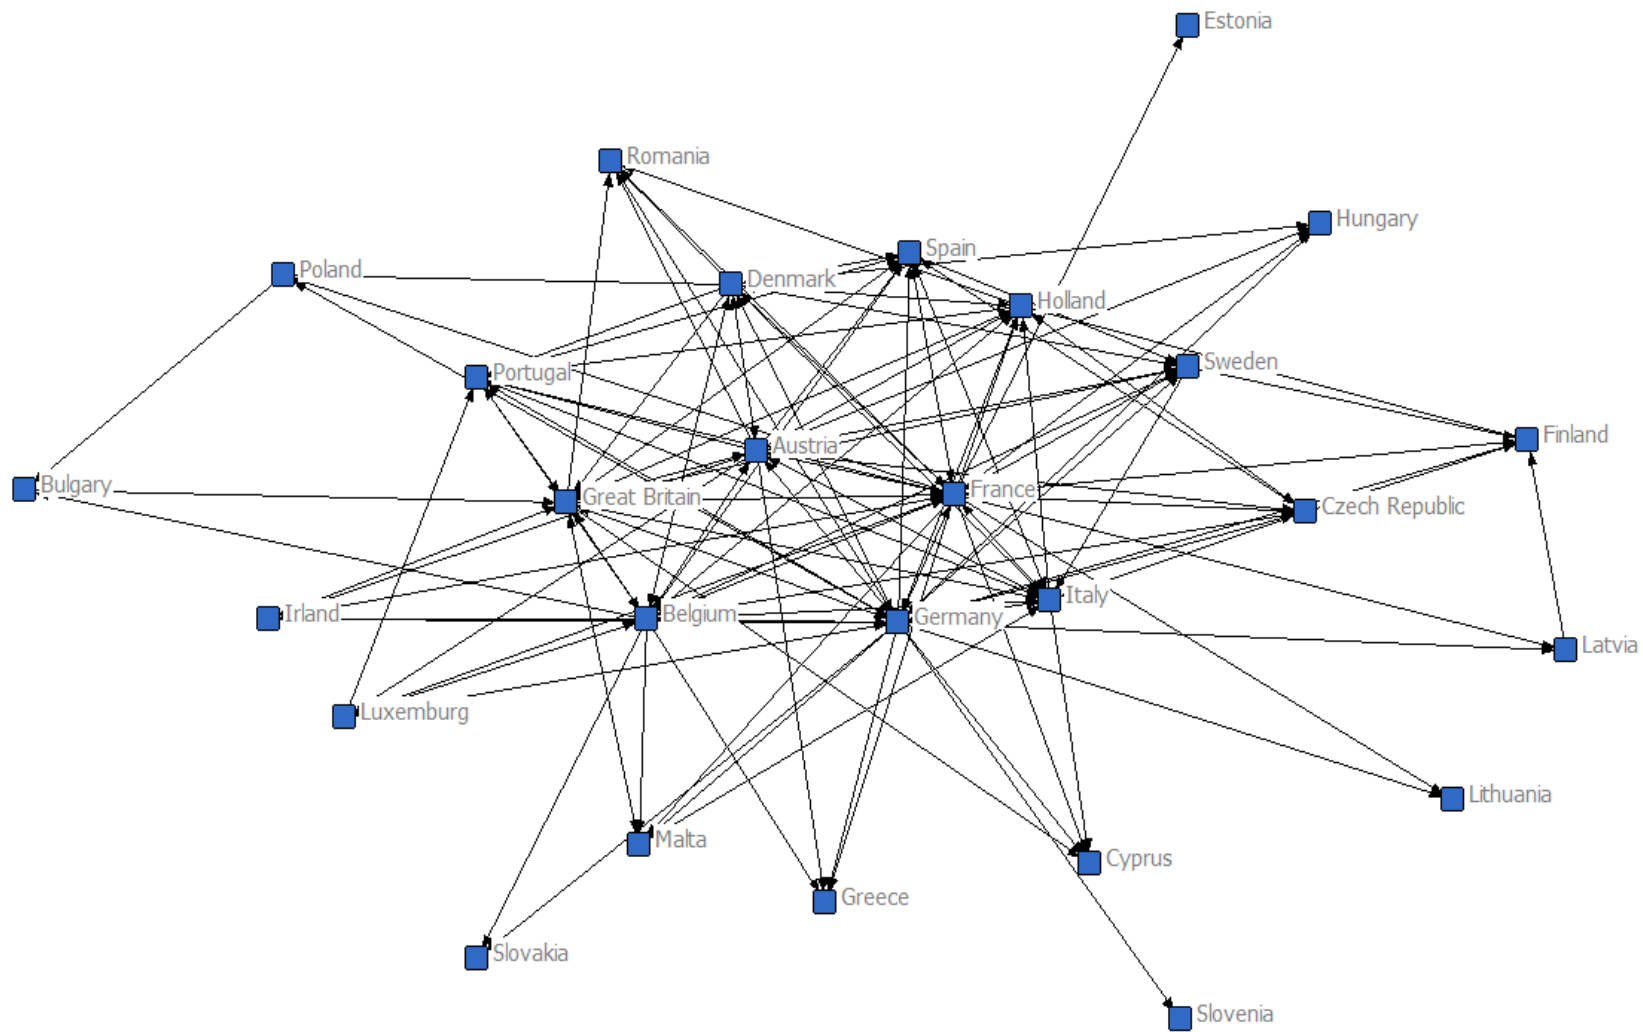 Estonia
Romania
Hungary
Spain
Poland
Denmark
Holland
Sweden
Portugal
Finland
Austria
Bulgary
France
Great Britain
Czech Republic
Italy
Irland
Belgium
Germany
Latvia
Luxemburg
Lithuania
Malta
Cyprus
Greece
Slovakia
Slovenia